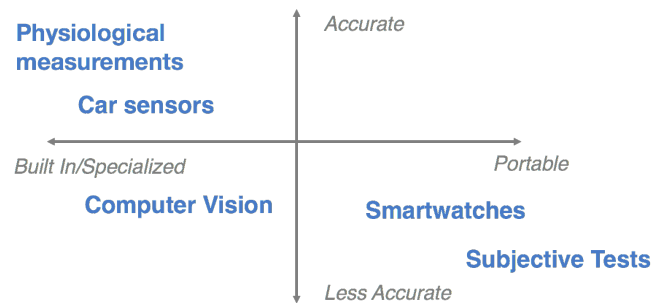 Physiological
measurements
Accurate
Car sensors
Built In/Specialized
Portable
Computer Vision
Smartwatches
Subjective Tests
Less Accurate